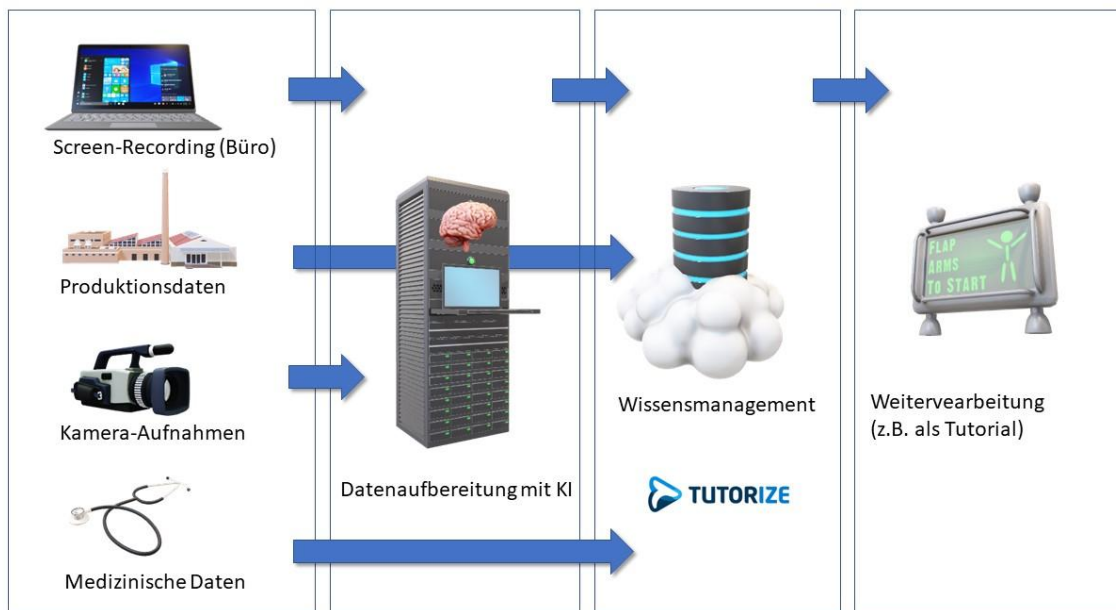 Screen-Recording (Büro)
Produktionsdaten
Kamera-Aufnahmen
Medizinische Daten
Datenaufbereitung mit KI
Wissensmanagement
TUTORIZE
FLAP
ARMS
TO START
Weitervearbeitung
(z.B. als Tutorial)